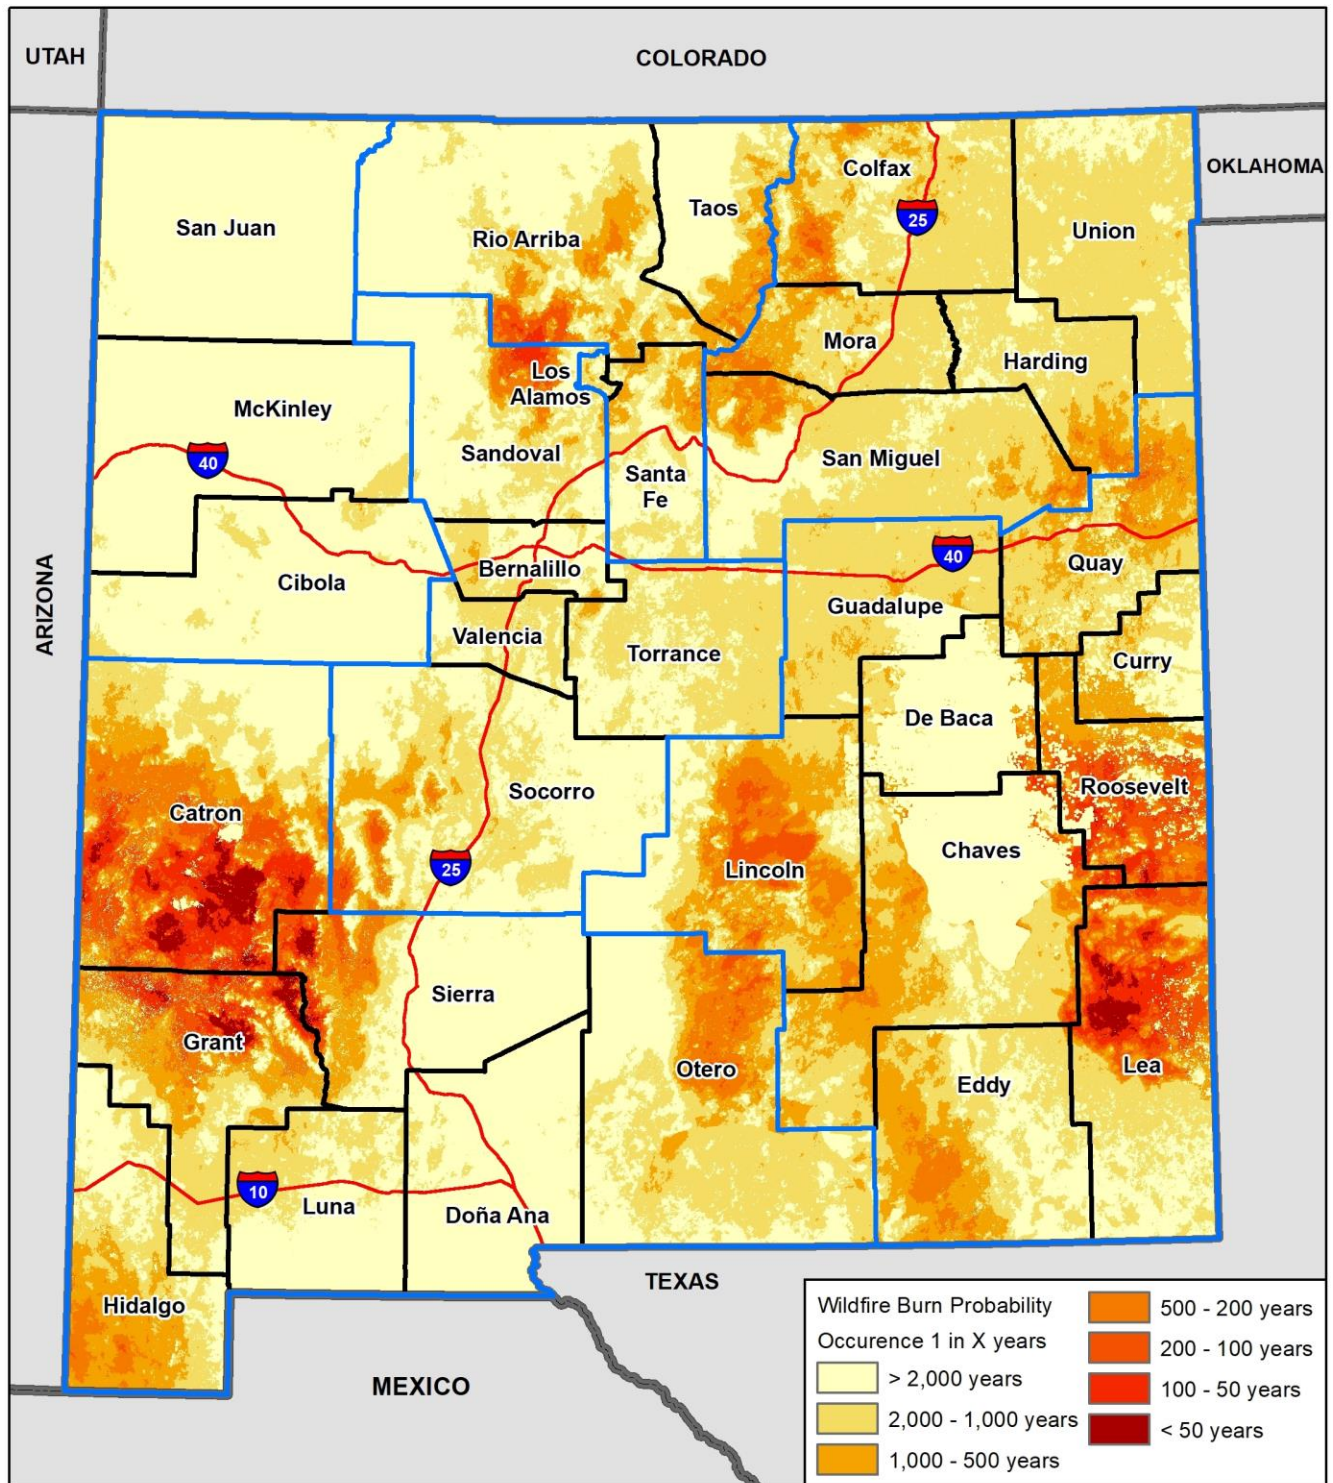 UTAH
COLORADO
OKLAHOMA
ARIZONA
San Juan
Rio Arriba
Taos
Colfax
25
Union
Mora
Harding
Los
Alamos
McKinley
40
Sandoval
Santa
Fe
San Miguel
Cibola
Bernalillo
40
Quay
Guadalupe
Valencia
Torrance
Curry
De Baca
Catron
Socorro
Roosevelt
25
Lincoln
Chaves
Sierra
Grant
Otero
Eddy
Lea
10
Luna
Doña Ana
Hidalgo
TEXAS
MEXICO
Wildfire Burn Probability
Occurence 1 in X years
> 2,000 years
2,000 - 1,000 years
1,000 - 500 years
500 - 200 years
200 - 100 years
100 - 50 years
< 50 years